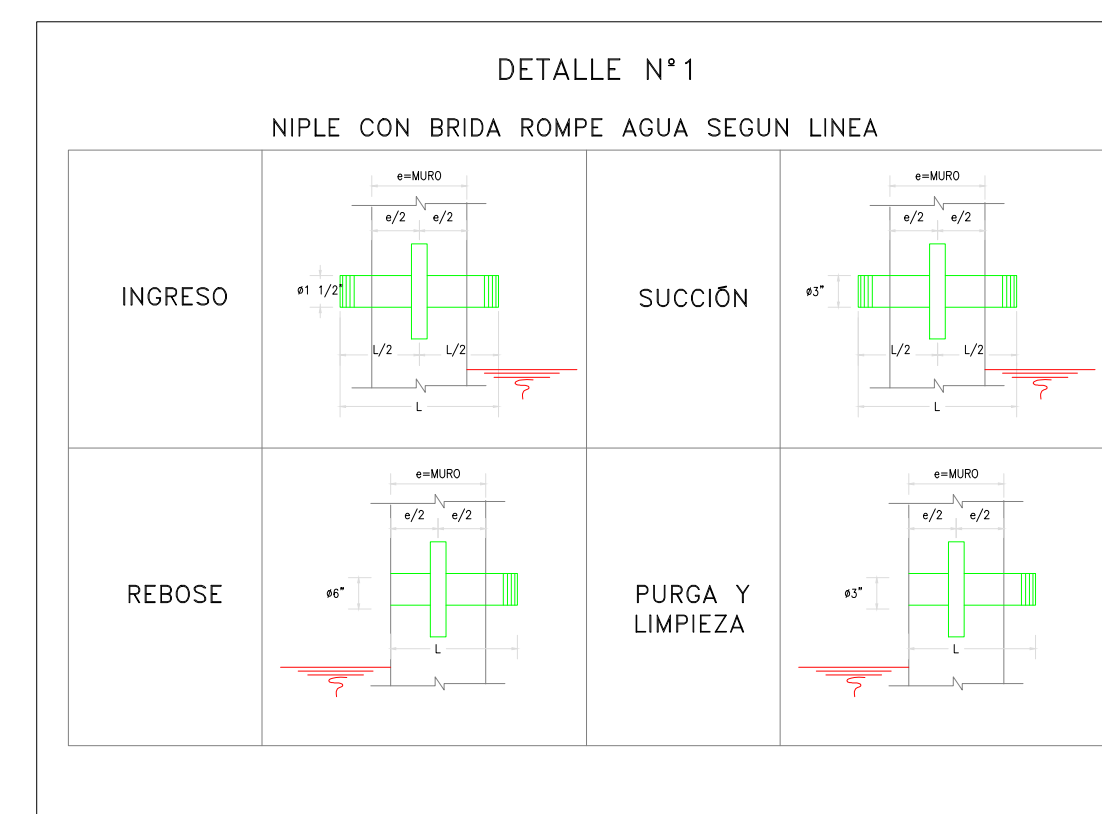 DETALLE N°1
NIPLE CON BRIDA ROMPE AGUA SEGUN LINEA
INGRESO
e=MURO
e/2 e/2
ø1 1/2"
L/2 L/2
L
SUCCIÓN
e=MURO
e/2 e/2
ø3"
L/2 L/2
L
REBOSE
e=MURO
e/2 e/2
ø6"
L
PURGA Y
LIMPIEZA
e=MURO
e/2 e/2
ø3"
L